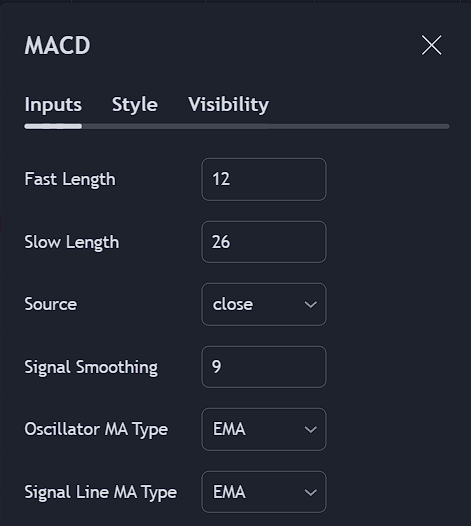 MACD
Inputs Style Visibility
Fast Length 12
Slow Length 26
Source close
Signal Smoothing 9
Oscillator MA Type EMA
Signal Line MA Type EMA